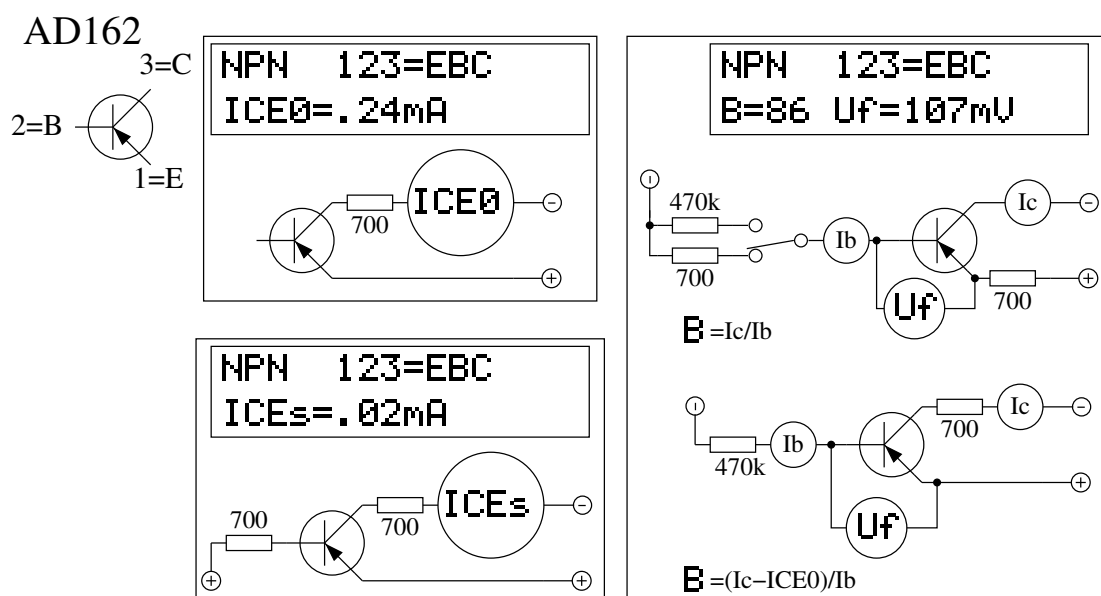 AD162
3=C
2=B
1=E
NPN 123=EBC
ICE0=.24mA
ICE0
700
−
+
NPN 123=EBC
ICEs=.02mA
ICEs
700
700
−
+
+
NPN 123=EBC
B=86 Uf=107mV
−
470k
700
Ib
Ic
−
700
+
Uf
B=Ic/Ib
−
470k
Ib
700
Ic
−
+
Uf
B=(Ic−ICE0)/Ib